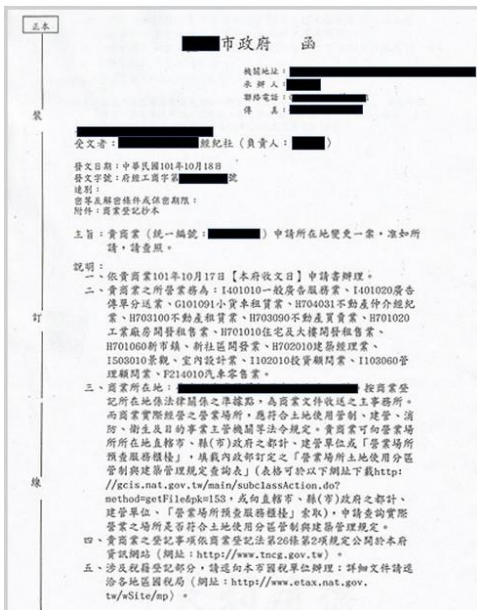 正本
市政府 函
機關地址：
承辦人：
聯絡電話：
傳 真：
受文者：經紀社（負責人：）
發文日期：中華民國101年10月18日
發文字號：府經工商字第號
速別：
密等及解密條件或保密期限：
附件：商業登記抄本
主旨：貴商業（統一編號：）申請所在地變更一案，准如所
請，請查照。
說明：
一、依貴商業101年10月17日【本府收文日】申請書辦理。
二、貴商業之所營業務為：I401010一般廣告服務業、I401020廣告
傳單分送業、G101091小貨車租賃業、H704031不動產仲介經紀
業、H703100不動產租賃業、H703090不動產買賣業、H701020
工業廠房開發租售業、H701010住宅及大樓開發租售業、
H701060新市鎮、新社區開發業、H702010建築經理業、
I503010景觀、室內設計業、I102010投資顧問業、I103060管
理顧問業、F214010汽車零售業。
三、商業所在地：按商業登
記所在地係法律關係之準據點，為商業文件收送之主事務所。
而商業實際經營之營業場所，應符合土地使用管制、建管、消
防、衛生及目的事業主管機關等法令規定。貴商業可向營業場
所所在地直轄市、縣(市)政府之都計、建管單位或「營業場所
預查服務櫃檯」，填載內政部訂定之「營業場所土地使用分區
管制與建築管理規定查詢表」(表格可於以下網址下載http:
//gcis.nat.gov.tw/main/subclassAction.do?
method=getFile&pk=153，或向直轄市、縣(市)政府之都計、
建管單位、「營業場所預查服務櫃檯」索取)，申請查詢實際
營業之場所是否符合土地使用分區管制與建築管理規定。
四、貴商業之登記事項依商業登記法第26條第2項規定公開於本府
資訊網站（網址：http://www.tncg.gov.tw）。
五、涉及稅籍登記部分，請逕向本市國稅單位辦理；詳細文件請逕
洽各地區國稅局（網址：http://www.etax.nat.gov.
tw/wSite/mp）。
裝
訂
線